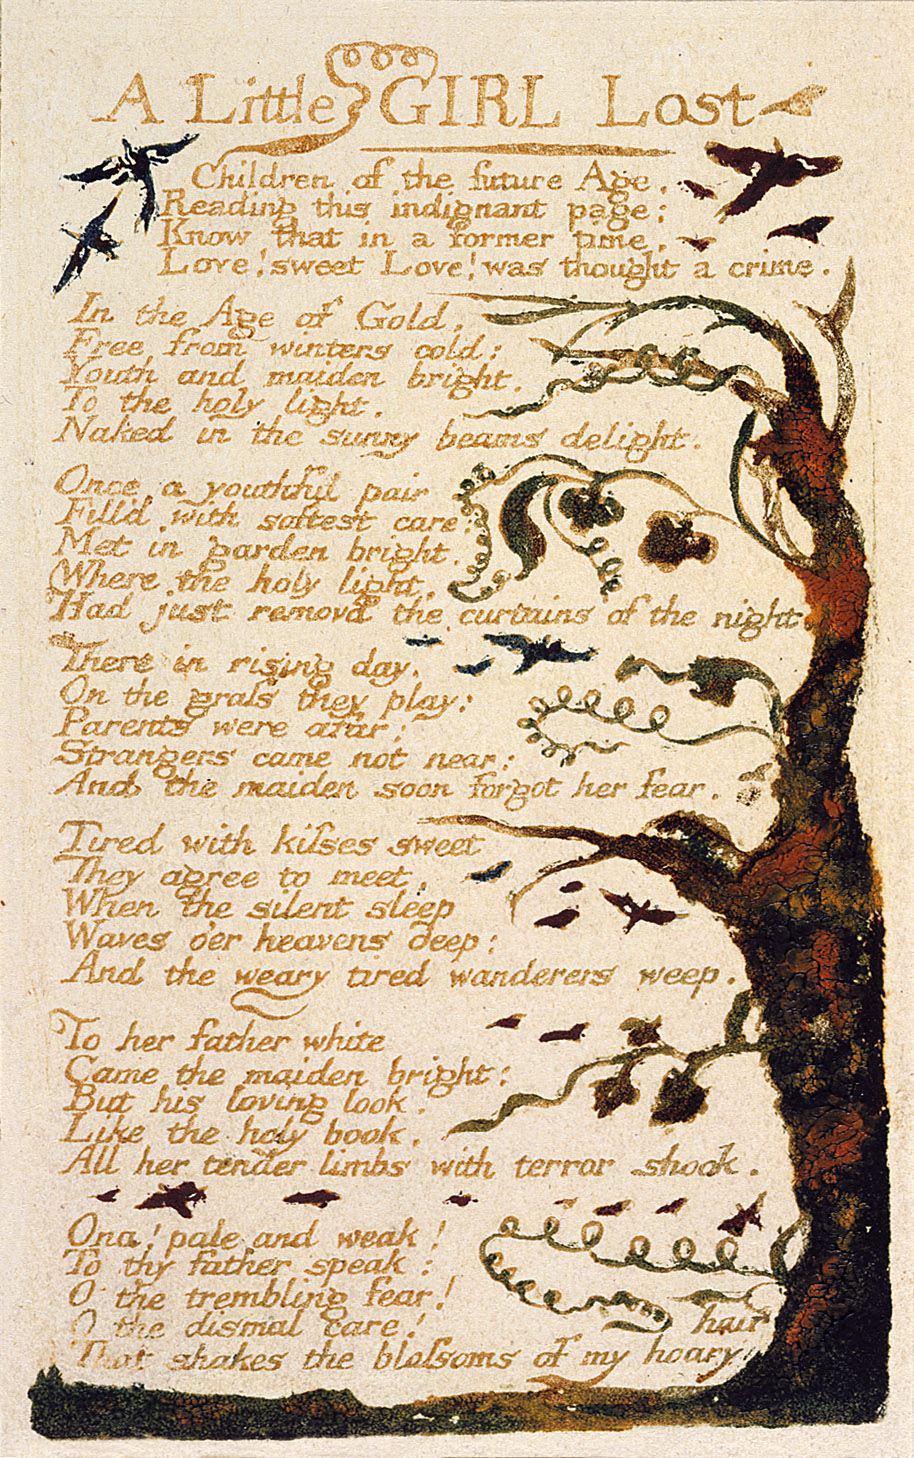 A Little GIRL Lost
Children of the future Age,
Reading this indignant page:
Know that in a former time,
Love! sweet Love! was thought a crime.
In the Age of Gold,
Free from winters cold:
Youth and maiden bright,
To the holy light,
Naked in the sunny beams delight.
Once a youthful pair
Fill'd with softest care:
Met in garden bright,
Where the holy light,
Had just removd the curtains of the night.
There in rising day,
On the graſs they play:
Parents were afar:
Strangers came not near:
And the maiden soon forgot her fear.
Tired with kiſses sweet
They agree to meet,
When the silent sleep
Waves o'er heavens deep:
And the weary tired wanderers weep.
To her father white
Came the maiden bright:
But his loving look,
Like the holy book,
All her tender limbs with terror shook.
Ona! pale and weak!
To thy father speak:
O the trembling fear!
O the dismal care!
That shakes the bloſsoms of my hoary hair